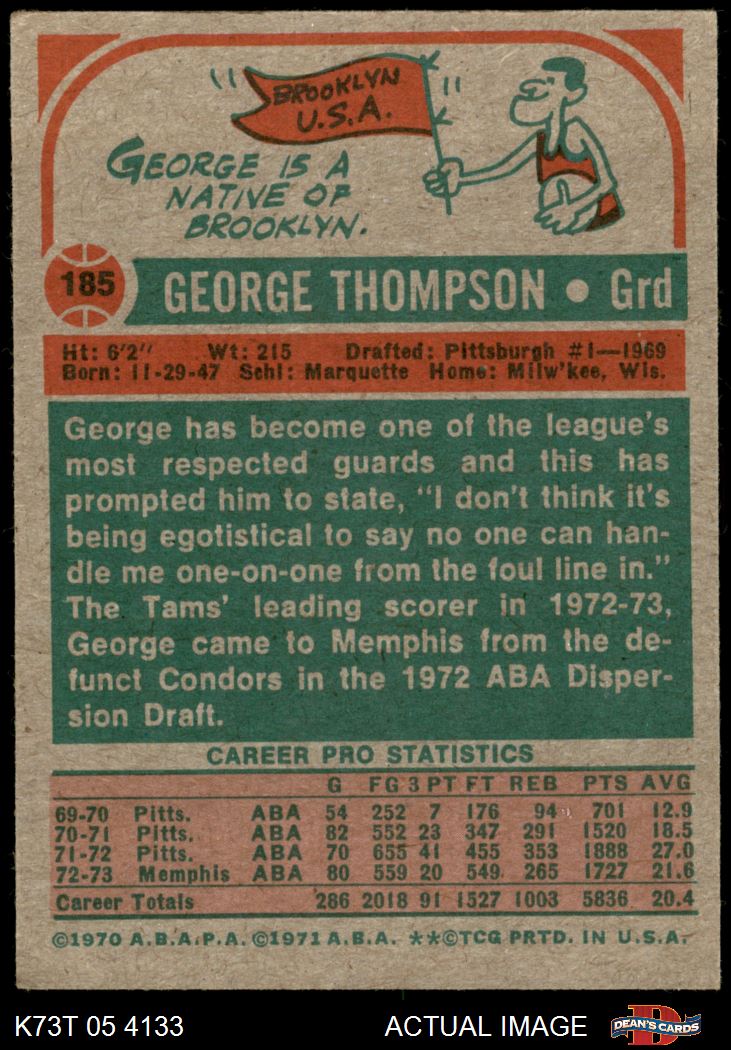 BROOKLYN
U.S.A.
GEORGE IS A
NATIVE OF
BROOKLYN.
185 GEORGE THOMPSON • Grd
Ht: 6'2" Wt: 215 Drafted: Pittsburgh #1—1969
Born: 11-29-47 Schl: Marquette Home: Milw'kee, Wis.
George has become one of the league's
most respected guards and this has
prompted him to state, "I don't think it's
being egotistical to say no one can han-
dle me one-on-one from the foul line in."
The Tams' leading scorer in 1972-73,
George came to Memphis from the de-
funct Condors in the 1972 ABA Disper-
sion Draft.
CAREER PRO STATISTICS
G FG 3 PT FT REB PTS AVG
69-70 Pitts. ABA 54 252 7 176 94 701 12.9
70-71 Pitts. ABA 82 552 23 347 291 1520 18.5
71-72 Pitts. ABA 70 655 41 455 353 1888 27.0
72-73 Memphis ABA 80 559 20 549 265 1727 21.6
Career Totals 286 2018 91 1527 1003 5836 20.4
©1970 A.B.A.P.A. ©1971 A.B.A. **©TCG PRTD. IN U.S.A.
K73T 05 4133 ACTUAL IMAGE D DEAN'S CARDS